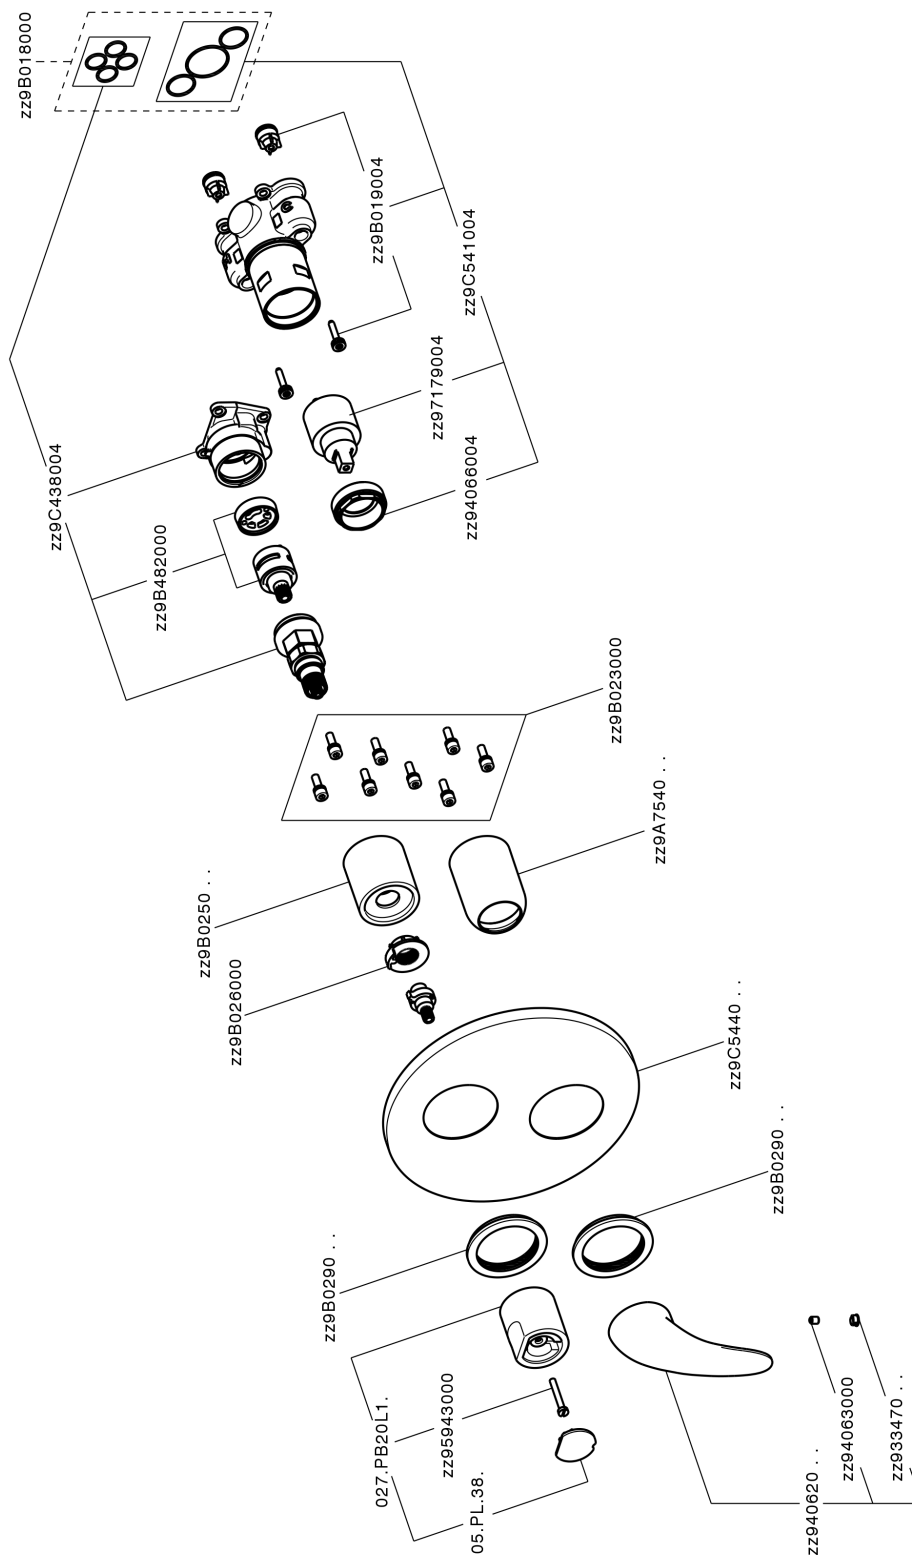 zz9B018000
zz9B019004
zz9C541004
zz97179004
zz94066004
zz9C438004
zz9B482000
zz9B023000
zz9A7540 . .
zz9B0250 . .
zz9B026000
zz9C5440 . .
zz9B0290 . .
zz9B0290 . .
027.PB20L1.
zz95943000
05.PL.38.
zz940620 . .
zz94063000
zz933470 . .